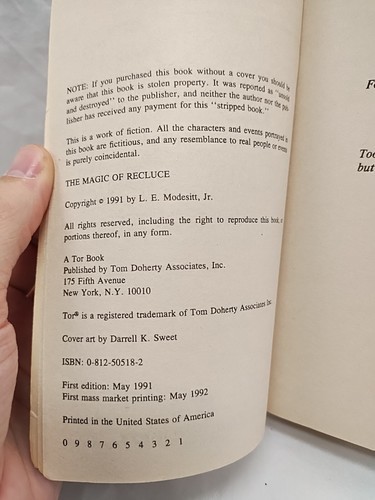 NOTE: If you purchased this book without a cover you should be
aware that this book is stolen property. It was reported as "unsold
and destroyed" to the publisher, and neither the author nor the pub-
lisher has received any payment for this "stripped book."
This is a work of fiction. All the characters and events portrayed in
this book are fictitious, and any resemblance to real people or events
is purely coincidental.
THE MAGIC OF RECLUCE
Copyright © 1991 by L. E. Modesitt, Jr.
All rights reserved, including the right to reproduce this book, or
portions thereof, in any form.
A Tor Book
Published by Tom Doherty Associates, Inc.
175 Fifth Avenue
New York, N.Y. 10010
Tor® is a registered trademark of Tom Doherty Associates, Inc.
Cover art by Darrell K. Sweet
ISBN: 0-812-50518-2
First edition: May 1991
First mass market printing: May 1992
Printed in the United States of America
0 9 8 7 6 5 4 3 2 1
but